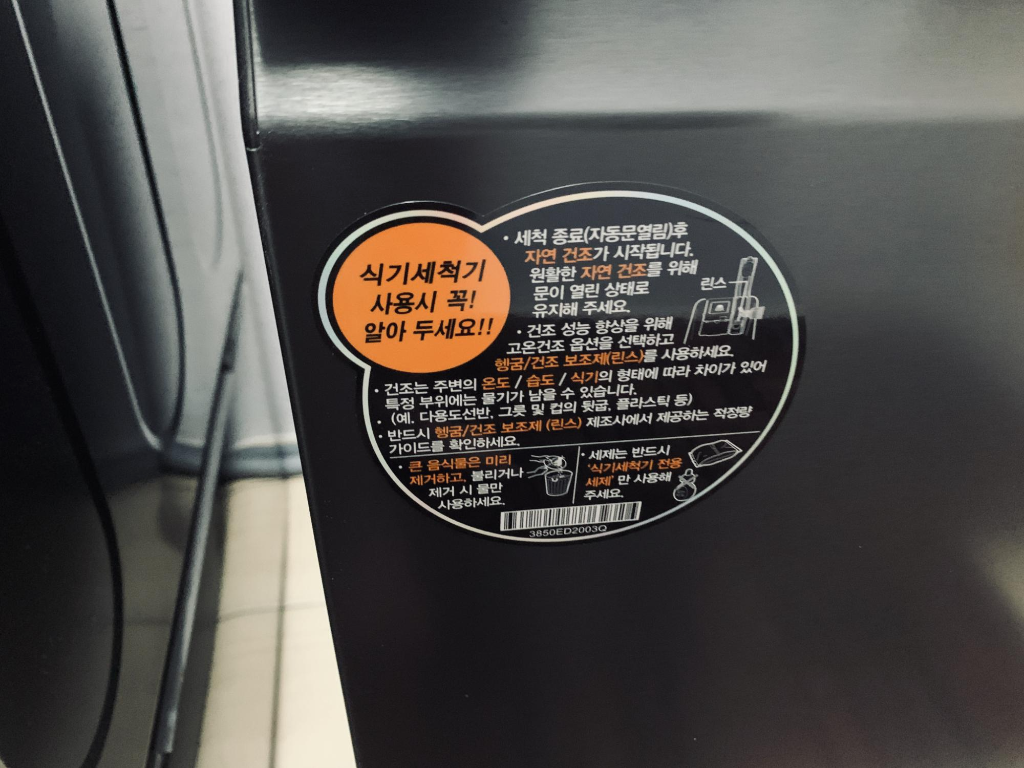 식기세척기
사용시 꼭!
알아 두세요!!
• 세척 종료(자동문열림)후
자연 건조가 시작됩니다.
원활한 자연 건조를 위해
문이 열린 상태로
유지해 주세요.
린스
• 건조 성능 향상을 위해
고온건조 옵션을 선택하고
헹굼/건조 보조제(린스)를 사용하세요.
• 건조는 주변의 온도 / 습도 / 식기의 형태에 따라 차이가 있어
특정 부위에는 물기가 남을 수 있습니다.
• (예. 다용도선반, 그릇 및 컵의 뒷굽, 플라스틱 등)
• 반드시 헹굼/건조 보조제 (린스) 제조사에서 제공하는 적정량
가이드를 확인하세요.
• 큰 음식물은 미리
제거하고, 불리거나
제거 시 물만
사용하세요.
• 세제는 반드시
'식기세척기 전용
세제' 만 사용해
주세요.
3850ED2003Q